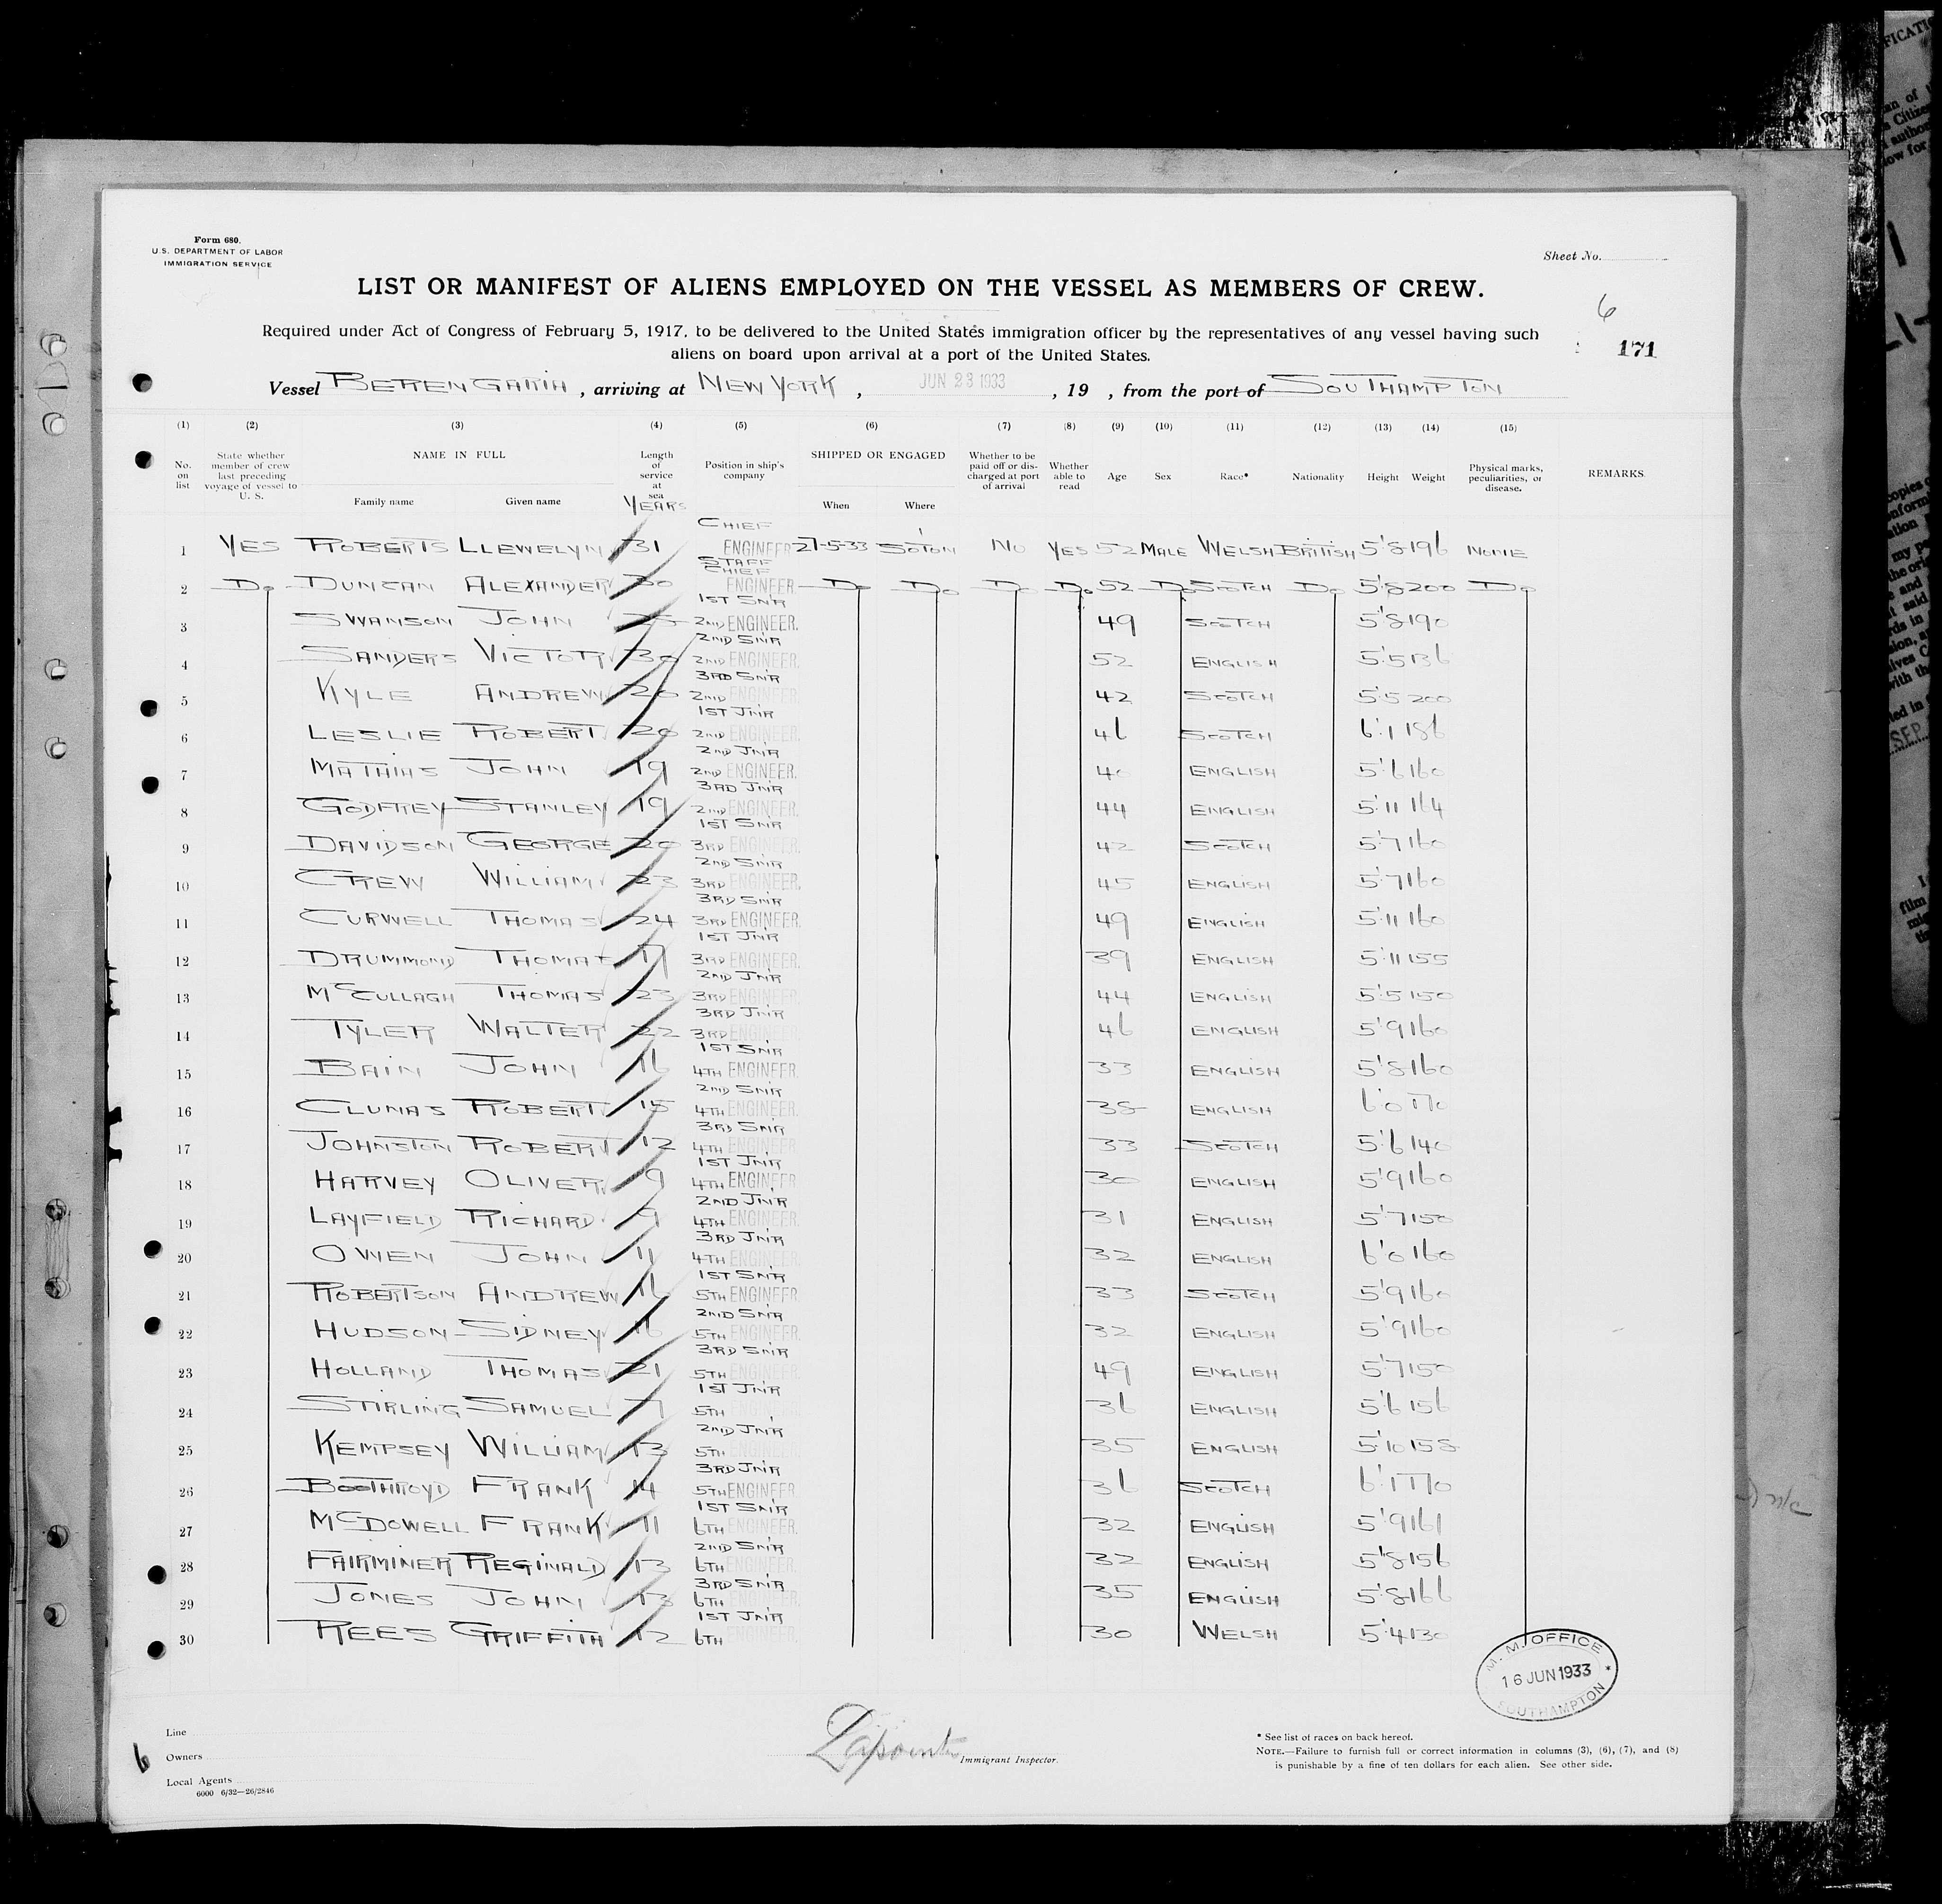 Form 680.
U.S. DEPARTMENT OF LABOR
IMMIGRATION SERVICE
Sheet No.
LIST OR MANIFEST OF ALIENS EMPLOYED ON THE VESSEL AS MEMBERS OF CREW.
6
Required under Act of Congress of February 5, 1917, to be delivered to the United States immigration officer by the representatives of any vessel having such
aliens on board upon arrival at a port of the United States.
171
Vessel BERENGARIA, arriving at NEW YORK, JUN 23 1933, 19 , from the port of SOUTHAMPTON
(1) (2) (3) (4) (5) (6) (7) (8) (9) (10) (11) (12) (13) (14) (15)
No. on list State whether member of crew last preceding voyage of vessel to U. S. NAME IN FULL Family name Given name Length of service at sea YEARS Position in ship's company SHIPPED OR ENGAGED When Where Whether to be paid off or discharged at port of arrival Whether able to read Age Sex Race* Nationality Height Weight Physical marks, peculiarities, or disease. REMARKS
1 YES ROBERTS LLEWELYN 31 CHIEF ENGINEER 27-5-33 SOTON NO YES 52 MALE WELSH BRITISH 5'8 196 NONE
2 Do DUNCAN ALEXANDER 30 STAFF CHIEF ENGINEER Do Do Do Do 52 Do SCOTCH Do 5'8 200 Do
3 SWANSON JOHN 25 1ST SNR 2ND ENGINEER. 49 SCOTCH 5'8 190
4 SANDERS VICTOR 30 2ND SNR 2ND ENGINEER. 52 ENGLISH 5'5 136
5 KYLE ANDREW 20 3RD SNR 2ND ENGINEER 42 SCOTCH 5'5 200
6 LESLIE ROBERT 20 1ST JNR 2ND ENGINEER 46 SCOTCH 6'1 186
7 MATHIAS JOHN 19 2ND JNR 2ND ENGINEER. 40 ENGLISH 5'6 160
8 GODFREY STANLEY 19 3RD JNR 2ND ENGINEER. 44 ENGLISH 5'11 164
9 DAVIDSON GEORGE 20 1ST SNR 3RD ENGINEER. 42 SCOTCH 5'7 160
10 CREW WILLIAM 23 2ND SNR 3RD ENGINEER. 45 ENGLISH 5'7 160
11 CURWELL THOMAS 24 3RD SNR 3RD ENGINEER. 49 ENGLISH 5'11 160
12 DRUMMOND THOMAS 17 1ST JNR 3RD ENGINEER. 39 ENGLISH 5'11 155
13 McCULLAGH THOMAS 23 2ND JNR 3RD ENGINEER 44 ENGLISH 5'5 150
14 TYLER WALTER 22 3RD JNR 3RD ENGINEER 46 ENGLISH 5'9 160
15 BAIN JOHN 16 1ST SNR 4TH ENGINEER. 33 ENGLISH 5'8 160
16 CLUNAS ROBERT 15 2ND SNR 4TH ENGINEER. 38 ENGLISH 6'0 170
17 JOHNSTON ROBERT 12 3RD SNR 4TH ENGINEER 33 SCOTCH 5'6 140
18 HARVEY OLIVER 9 1ST JNR 4TH ENGINEER 30 ENGLISH 5'9 160
19 LAYFIELD RICHARD 9 2ND JNR 4TH ENGINEER. 31 ENGLISH 5'7 150
20 OWEN JOHN 11 3RD JNR 4TH ENGINEER 32 ENGLISH 6'0 160
21 ROBERTSON ANDREW 16 1ST SNR 5TH ENGINEER 33 SCOTCH 5'9 160
22 HUDSON SIDNEY 16 2ND SNR 5TH ENGINEER. 32 ENGLISH 5'9 160
23 HOLLAND THOMAS 21 3RD SNR 5TH ENGINEER. 49 ENGLISH 5'7 150
24 STIRLING SAMUEL 7 1ST JNR 5TH 36 ENGLISH 5'6 156
25 KEMPSEY WILLIAM 13 2ND JNR 5TH ENGINEER 35 ENGLISH 5'10 158
26 BOOTHROYD FRANK 14 3RD JNR 5TH ENGINEER 36 SCOTCH 6'1 170
27 McDOWELL FRANK 11 1ST SNR 6TH ENGINEER. 32 ENGLISH 5'9 161
28 FAIRMINER REGINALD 13 2ND SNR 6TH ENGINEER 32 ENGLISH 5'8 156
29 JONES JOHN 13 3RD SNR 6TH ENGINEER. 35 ENGLISH 5'8 166
30 REES GRIFFITH 12 1ST JNR 6TH ENGINEER. 30 WELSH 5'4 130
M. M. OFFICE
16 JUN 1933
SOUTHAMPTON
Line
Owners
Local Agents
6000 6/32—26/2846
6
Immigrant Inspector.
* See list of races on back hereof.
NOTE.—Failure to furnish full or correct information in columns (3), (6), (7), and (8)
is punishable by a fine of ten dollars for each alien. See other side.